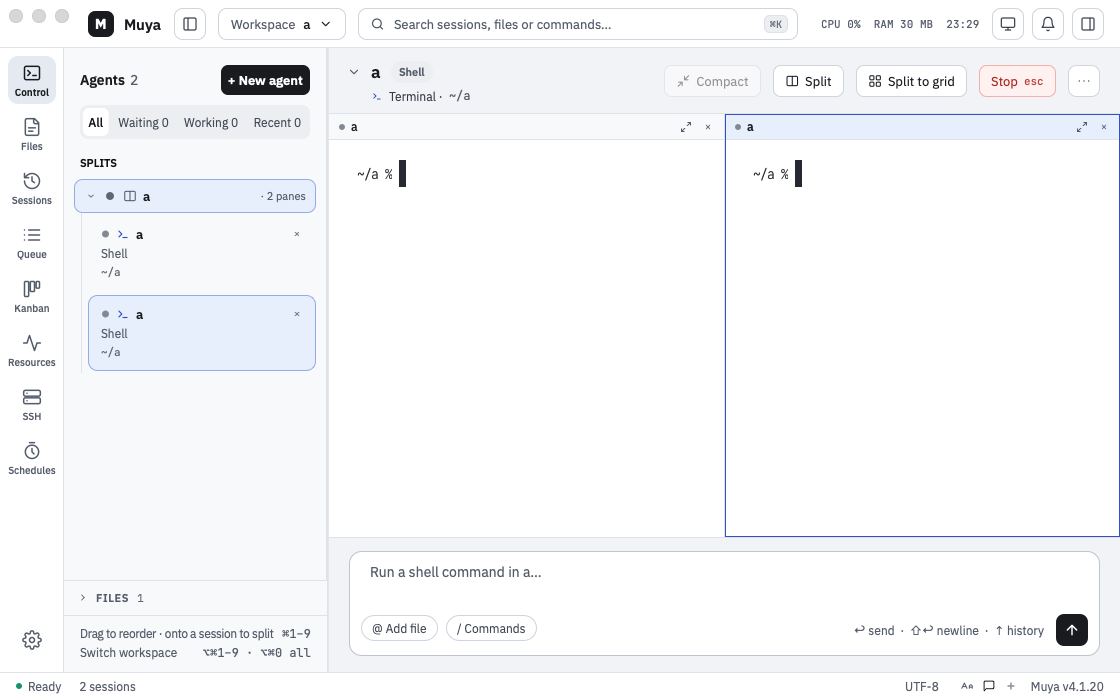 M Muya Workspace a Search sessions, files or commands... ⌘K CPU 0% RAM 30 MB 23:29
Control
Files
Sessions
Queue
Kanban
Resources
SSH
Schedules
Agents 2 + New agent
All Waiting 0 Working 0 Recent 0
SPLITS
a · 2 panes
a ×
Shell
~/a
a ×
Shell
~/a
FILES 1
Drag to reorder · onto a session to split ⌘1–9
Switch workspace ⌥⌘1–9 · ⌥⌘0 all
a Shell
Terminal · ~/a
Compact Split Split to grid Stop esc ···
a ×
~/a %
a ×
~/a %
Run a shell command in a...
@ Add file / Commands
↩ send · ⇧↩ newline · ↑ history
Ready 2 sessions UTF-8 Aa + Muya v4.1.20